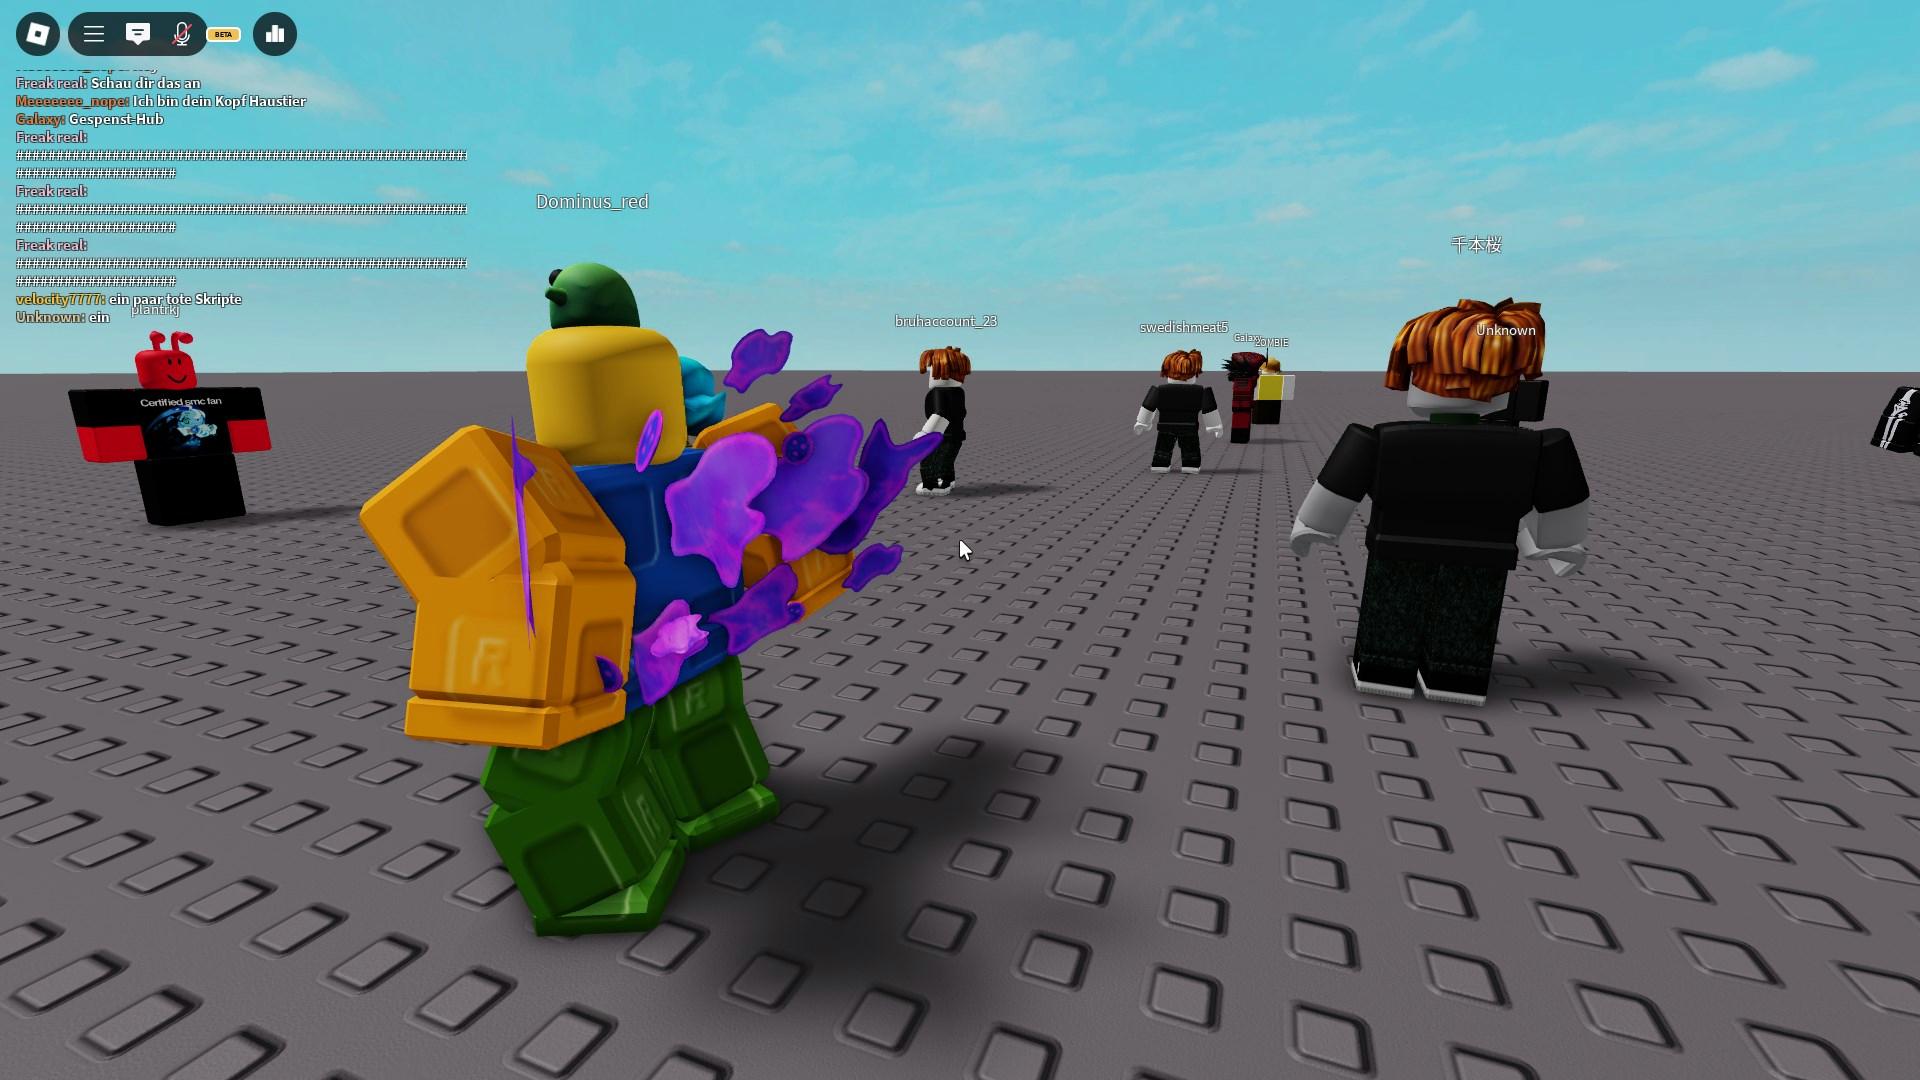 BETA
Freak real: Schau dir das an
Meeeeeee_nope: Ich bin dein Kopf Haustier
Galaxy: Gespenst-Hub
Freak real:
########################################################
####################
Freak real:
########################################################
####################
Freak real:
########################################################
####################
velocity7777: ein paar tote Skripte
Unknown: ein
plantrkj
Dominus_red
千本桜
bruhaccount_23
swedishmeat5
Unknown
Galaxy
ZOMBIE
Certified smc fan
R
R
R
R